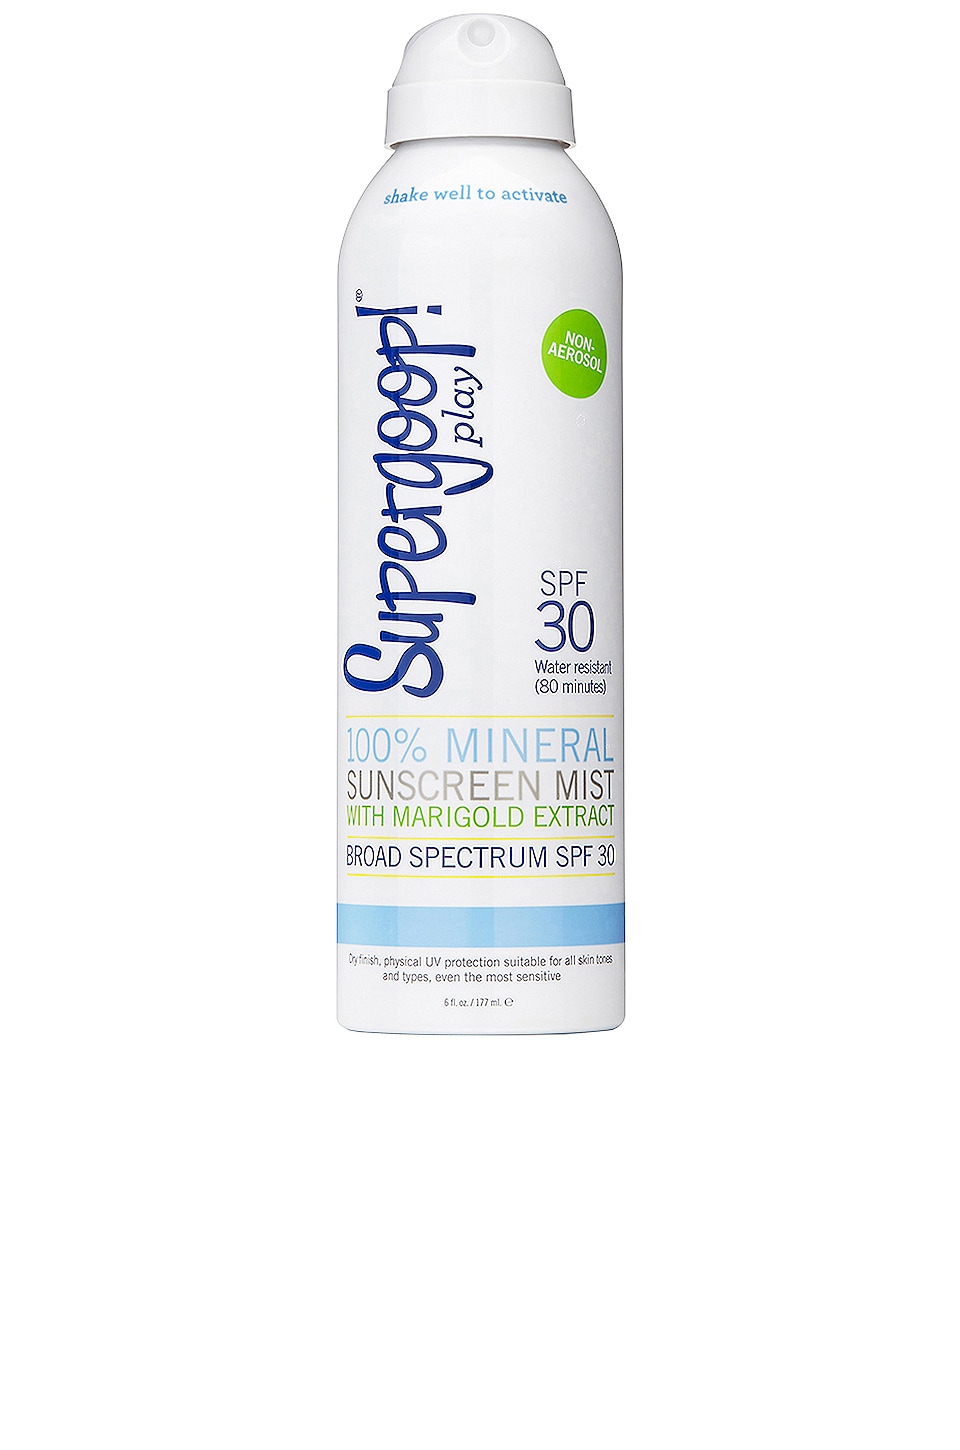 shake well to activate
Supergoop!®
play
NON-
AEROSOL
SPF
30
Water resistant
(80 minutes)
100% MINERAL
SUNSCREEN MIST
WITH MARIGOLD EXTRACT
BROAD SPECTRUM SPF 30
Dry finish, physical UV protection suitable for all skin tones
and types, even the most sensitive
6 fl. oz. / 177 ml. ℮